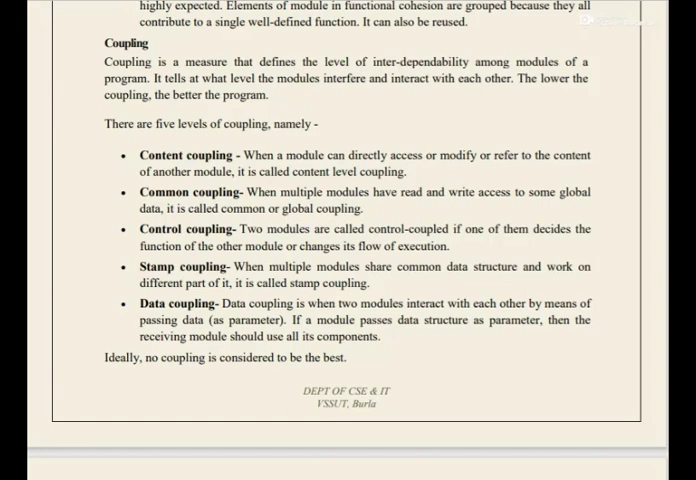 highly expected. Elements of module in functional cohesion are grouped because they all
contribute to a single well-defined function. It can also be reused.
Coupling
Coupling is a measure that defines the level of inter-dependability among modules of a
program. It tells at what level the modules interfere and interact with each other. The lower the
coupling, the better the program.
There are five levels of coupling, namely -
• Content coupling - When a module can directly access or modify or refer to the content
of another module, it is called content level coupling.
• Common coupling- When multiple modules have read and write access to some global
data, it is called common or global coupling.
• Control coupling- Two modules are called control-coupled if one of them decides the
function of the other module or changes its flow of execution.
• Stamp coupling- When multiple modules share common data structure and work on
different part of it, it is called stamp coupling.
• Data coupling- Data coupling is when two modules interact with each other by means of
passing data (as parameter). If a module passes data structure as parameter, then the
receiving module should use all its components.
Ideally, no coupling is considered to be the best.
DEPT OF CSE & IT
VSSUT, Burla